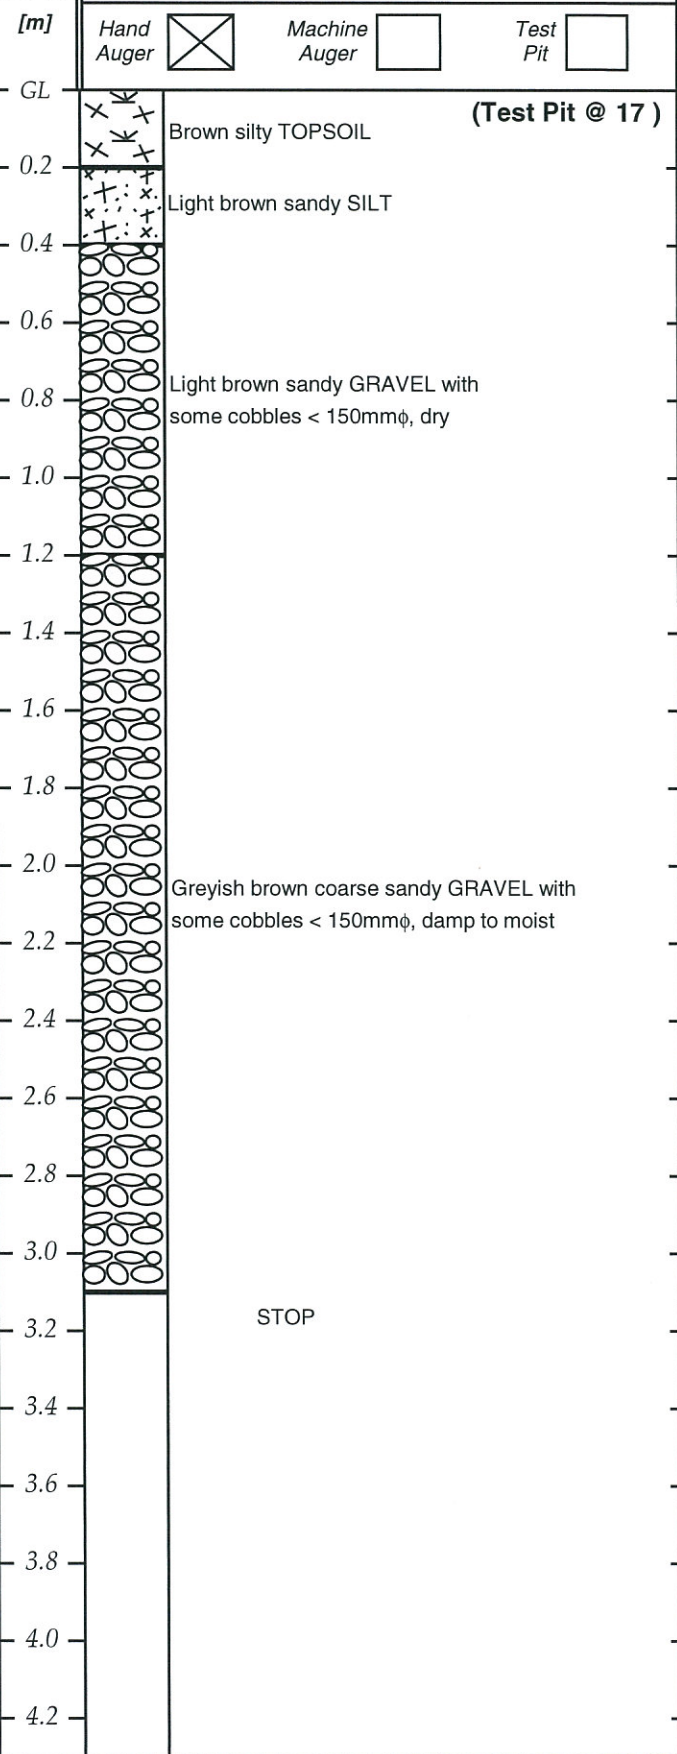 [m]
Hand Auger
Machine Auger
Test Pit
GL
(Test Pit @ 17 )
Brown silty TOPSOIL
0.2
Light brown sandy SILT
0.4
0.6
Light brown sandy GRAVEL with
0.8
some cobbles < 150mmϕ, dry
1.0
1.2
1.4
1.6
1.8
2.0
Greyish brown coarse sandy GRAVEL with
some cobbles < 150mmϕ, damp to moist
2.2
2.4
2.6
2.8
3.0
STOP
3.2
3.4
3.6
3.8
4.0
4.2